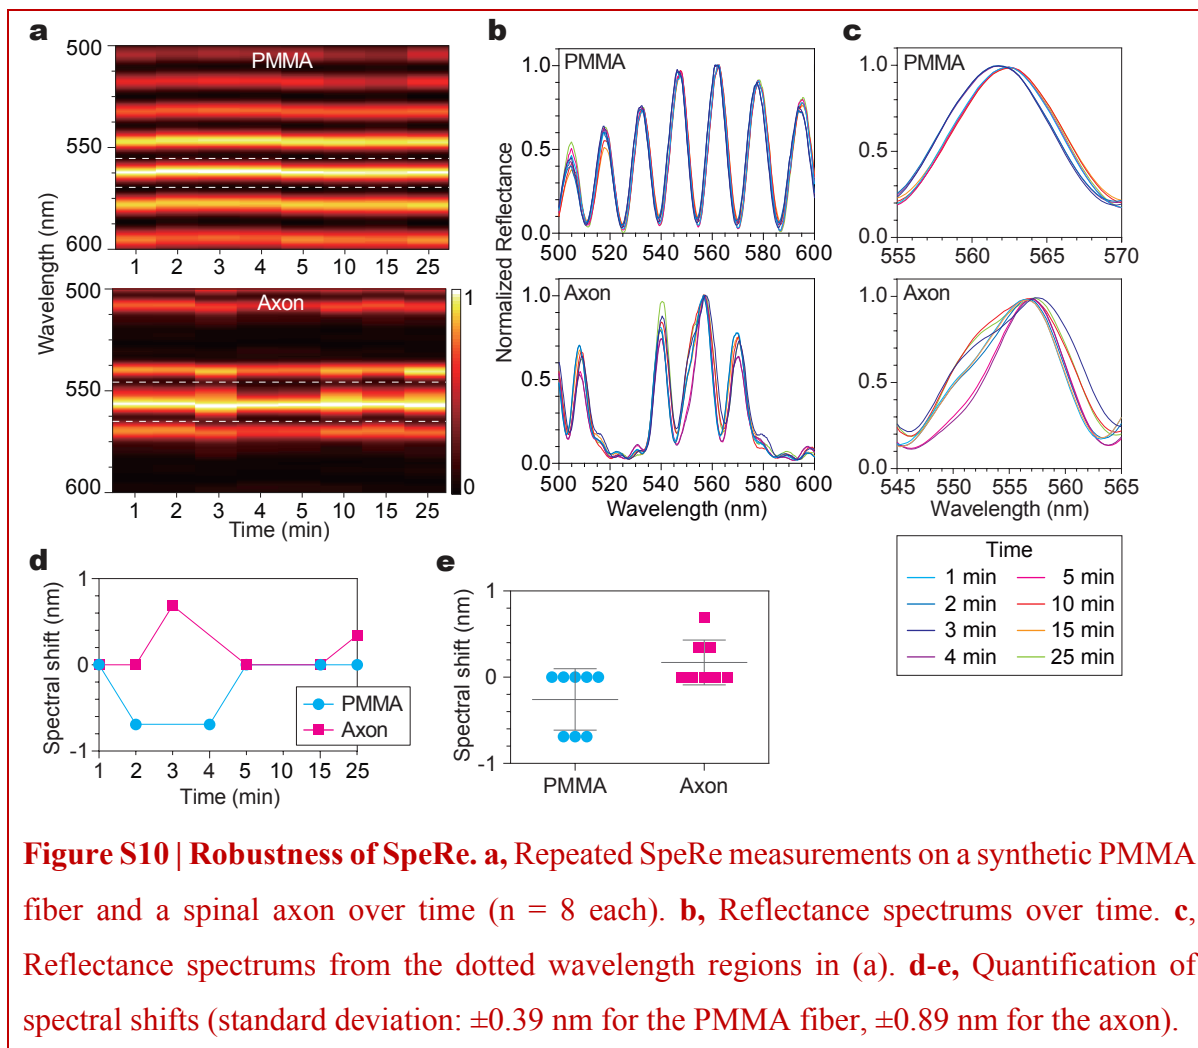 a
PMMA
500
550
600
1 2 3 4 5 10 15 25
Wavelength (nm)
Axon
500
550
600
1
0
1 2 3 4 5 10 15 25
Time (min)
b
PMMA
1.0
0.5
0.0
500 520 540 560 580 600
Normalized Reflectance
Axon
1.0
0.5
0.0
500 520 540 560 580 600
Wavelength (nm)
c
PMMA
1.0
0.5
0.0
555 560 565 570
Axon
1.0
0.5
0.0
545 550 555 560 565
Wavelength (nm)
Time
1 min 5 min
2 min 10 min
3 min 15 min
4 min 25 min
d
Spectral shift (nm)
1
0
-1
PMMA
Axon
1 2 3 4 5 10 15 25
Time (min)
e
Spectral shift (nm)
1
0
-1
PMMA Axon
Figure S10 | Robustness of SpeRe. a, Repeated SpeRe measurements on a synthetic PMMA
fiber and a spinal axon over time (n = 8 each). b, Reflectance spectrums over time. c,
Reflectance spectrums from the dotted wavelength regions in (a). d-e, Quantification of
spectral shifts (standard deviation: ±0.39 nm for the PMMA fiber, ±0.89 nm for the axon).